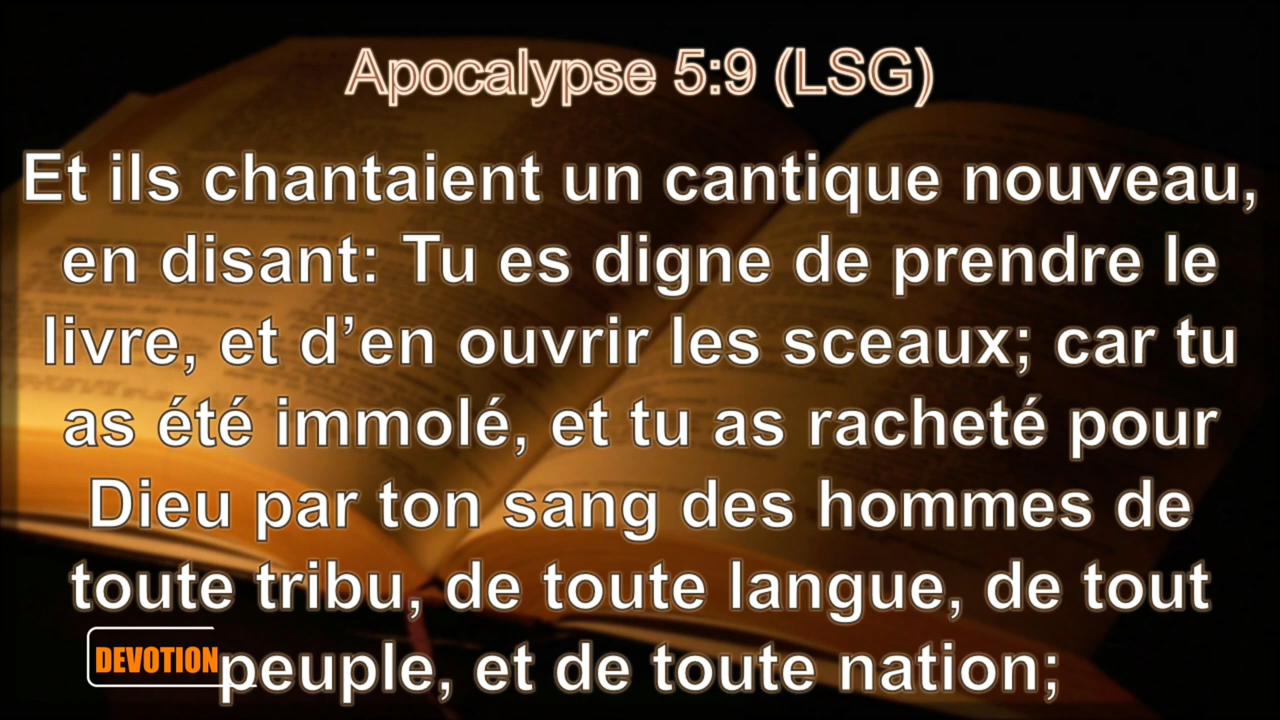 Apocalypse 5:9 (LSG)
Et ils chantaient un cantique nouveau,
en disant: Tu es digne de prendre le
livre, et d’en ouvrir les sceaux; car tu
as été immolé, et tu as racheté pour
Dieu par ton sang des hommes de
toute tribu, de toute langue, de tout
peuple, et de toute nation;
DEVOTION